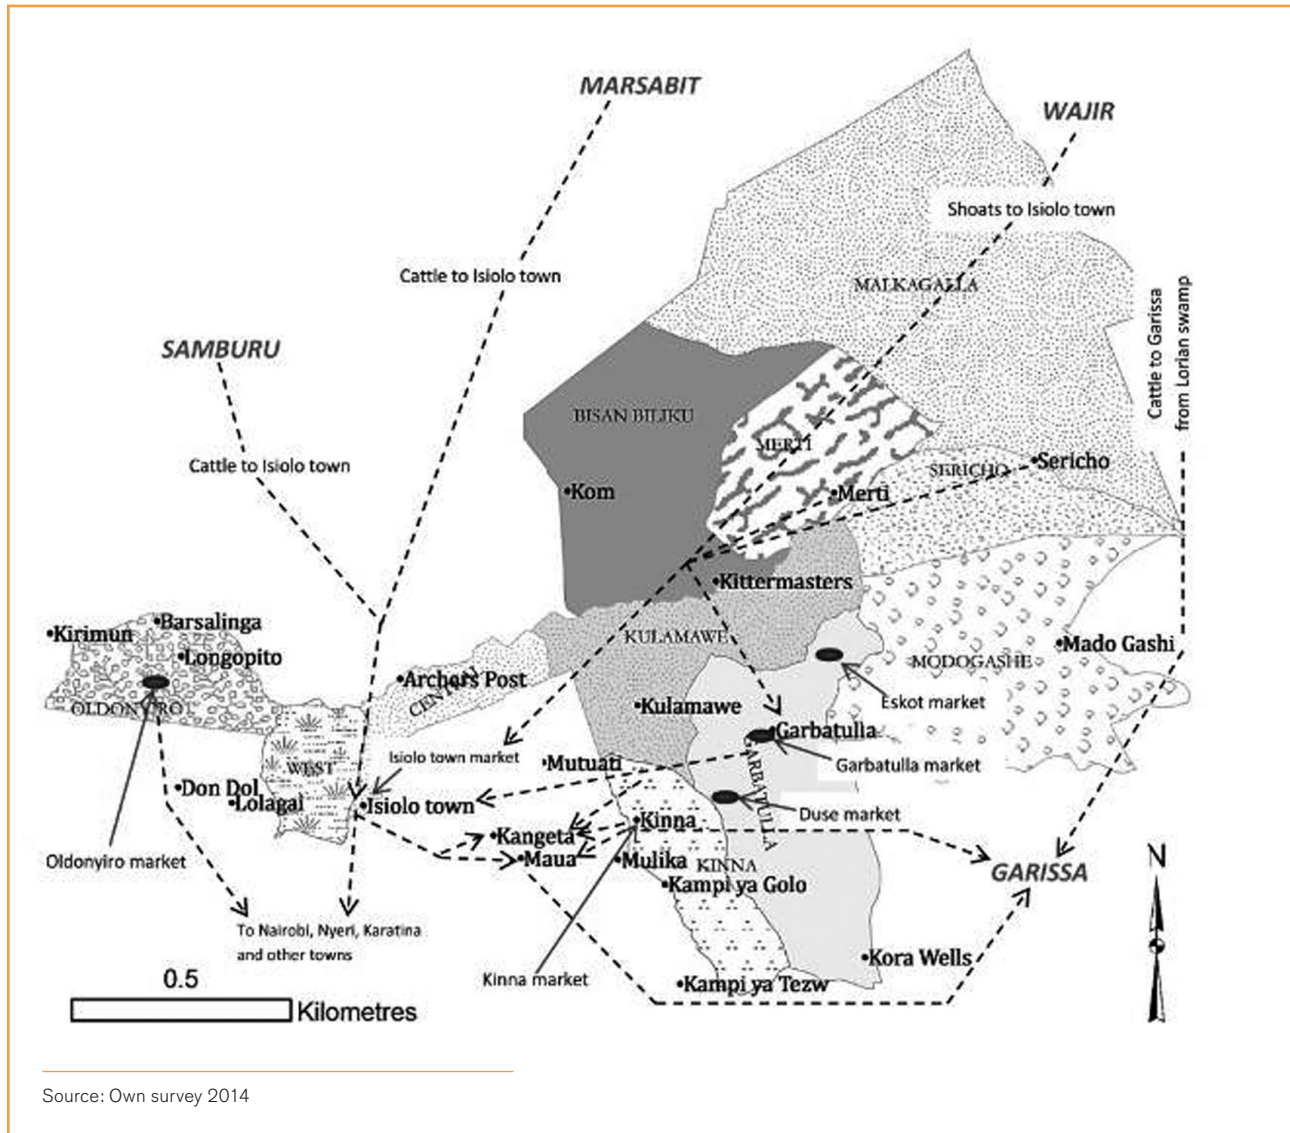 MARSABIT
WAJIR
Shoats to Isiolo town
Cattle to Isiolo town
MALKAGALLA
Cattle to Garissa
from Lorian swamp
SAMBURU
BISAN BILIKU
MERTI
Cattle to Isiolo town
SERICHO
Sericho
Kom
Merti
Kittermasters
Kirimun
Barsalinga
Longopito
KULAMAWE
MODOGASHE
Mado Gashi
Archers Post
CENTRAL
OLDONYIRO
Eskot market
Kulamawe
Garbatulla
GARBATULLA
Isiolo town market
Mutuati
Garbatulla market
WEST
Don Dol
Lolagai
Isiolo town
Duse market
Kinna
Kangeta
Maua
Mulika
KINNA
Oldonyiro market
Kampi ya Golo
GARISSA
N
To Nairobi, Nyeri, Karatina
and other towns
Kora Wells
Kinna market
Kampi ya Tezw
0.5
Kilometres
Source: Own survey 2014